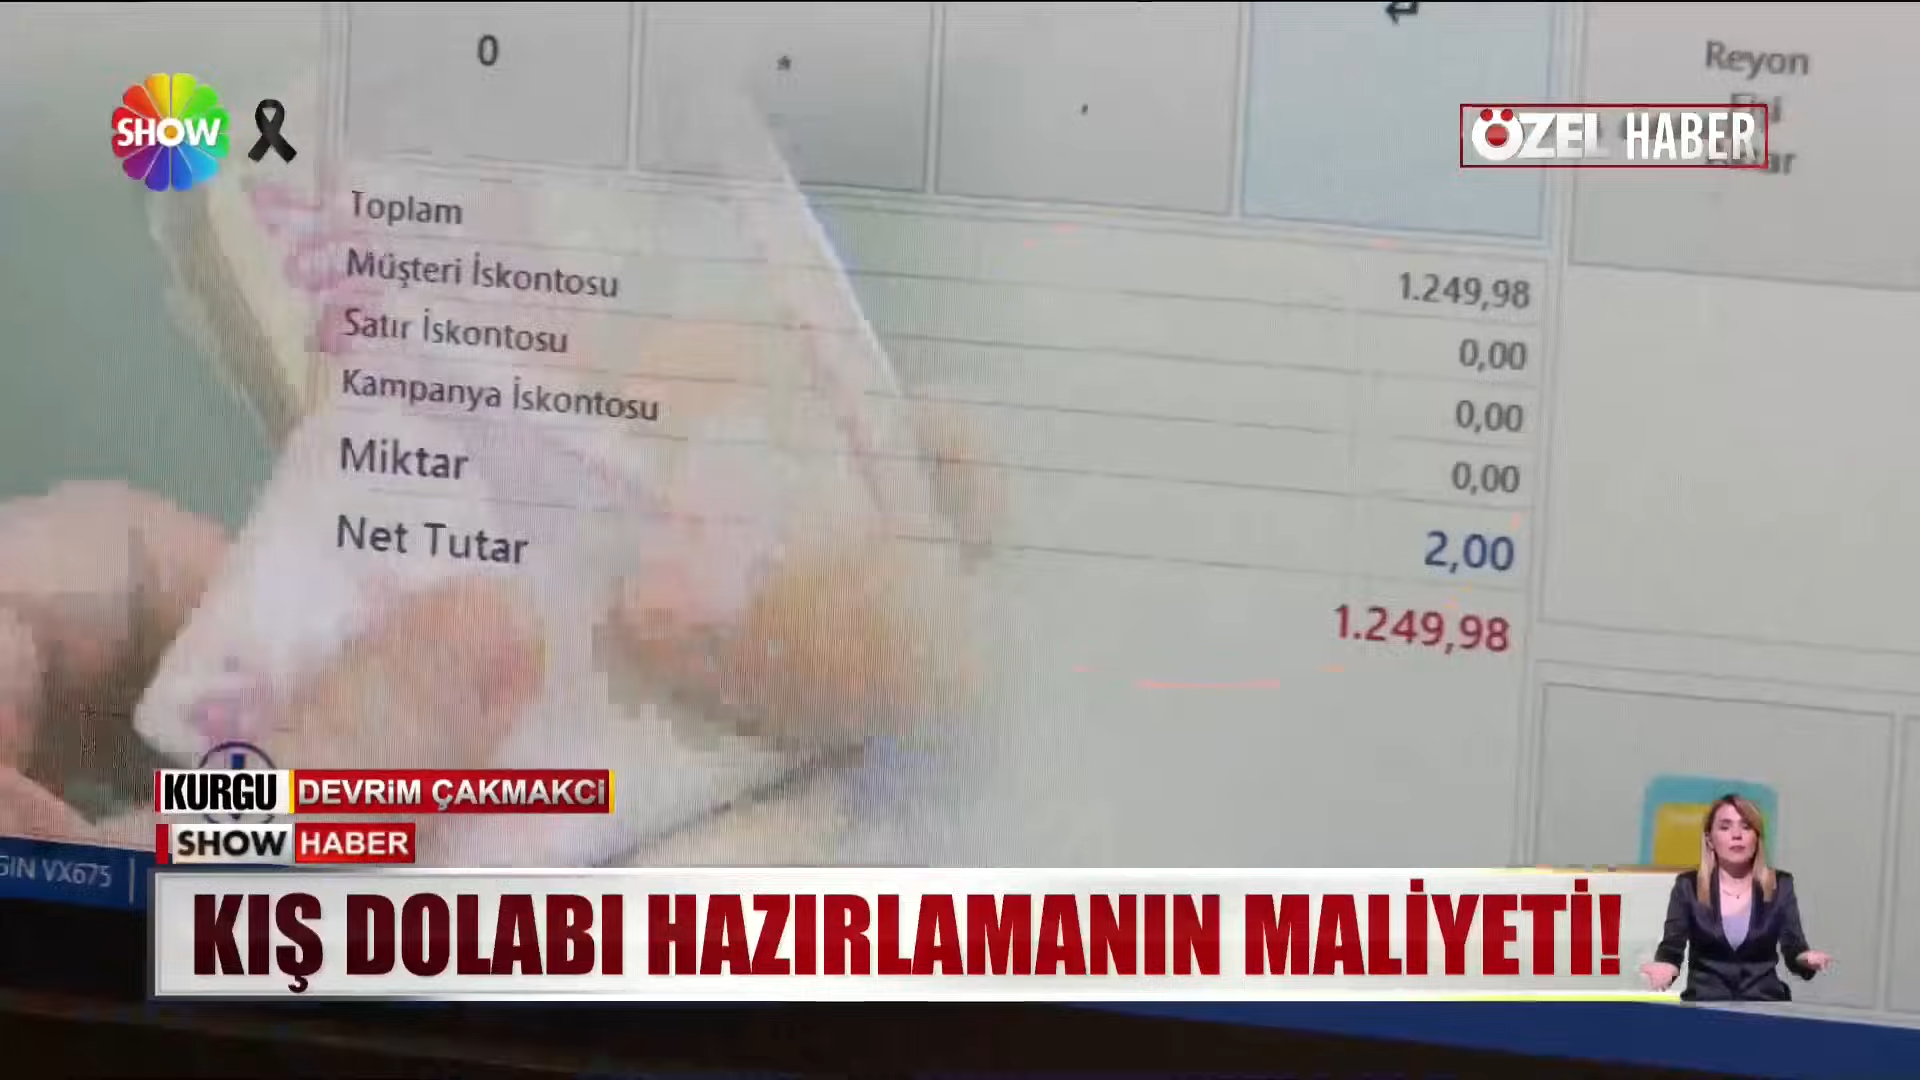 0
*
,
Reyon
SHOW
ÖZEL HABER
Toplam
1.249,98
Müşteri İskontosu
0,00
Satır İskontosu
0,00
Kampanya İskontosu
0,00
Miktar
2,00
Net Tutar
1.249,98
KURGU DEVRİM ÇAKMAKCI
SHOW HABER
VX675
KIŞ DOLABI HAZIRLAMANIN MALİYETİ!